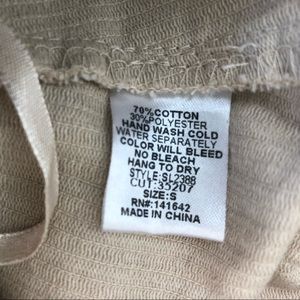 70%COTTON
30%POLYESTER
HAND WASH COLD
WATER SEPARATELY
COLOR WILL BLEED
NO BLEACH
HANG TO DRY
STYLE:SL2388
CUT:35207
SIZE:S
RN#:141642
MADE IN CHINA